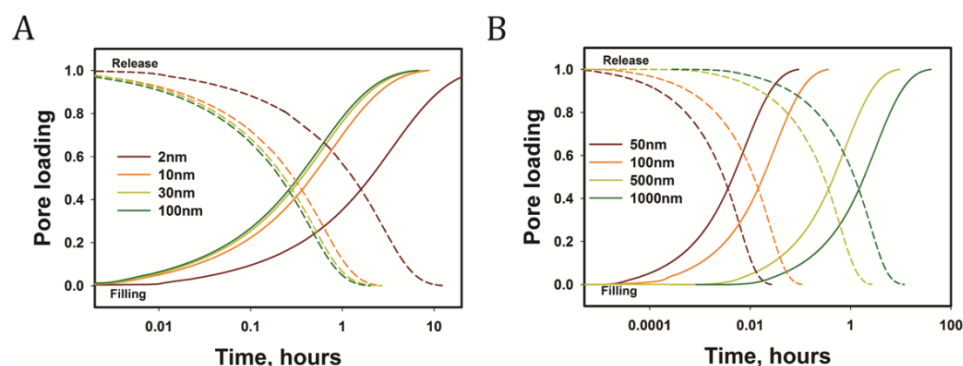 A
Pore loading
1.0
0.8
0.6
0.4
0.2
0.0
Release
2nm
10nm
30nm
100nm
Filling
0.01
0.1
1
10
Time, hours
B
Pore loading
1.0
0.8
0.6
0.4
0.2
0.0
Release
50nm
100nm
500nm
1000nm
Filling
0.0001
0.01
1
100
Time, hours